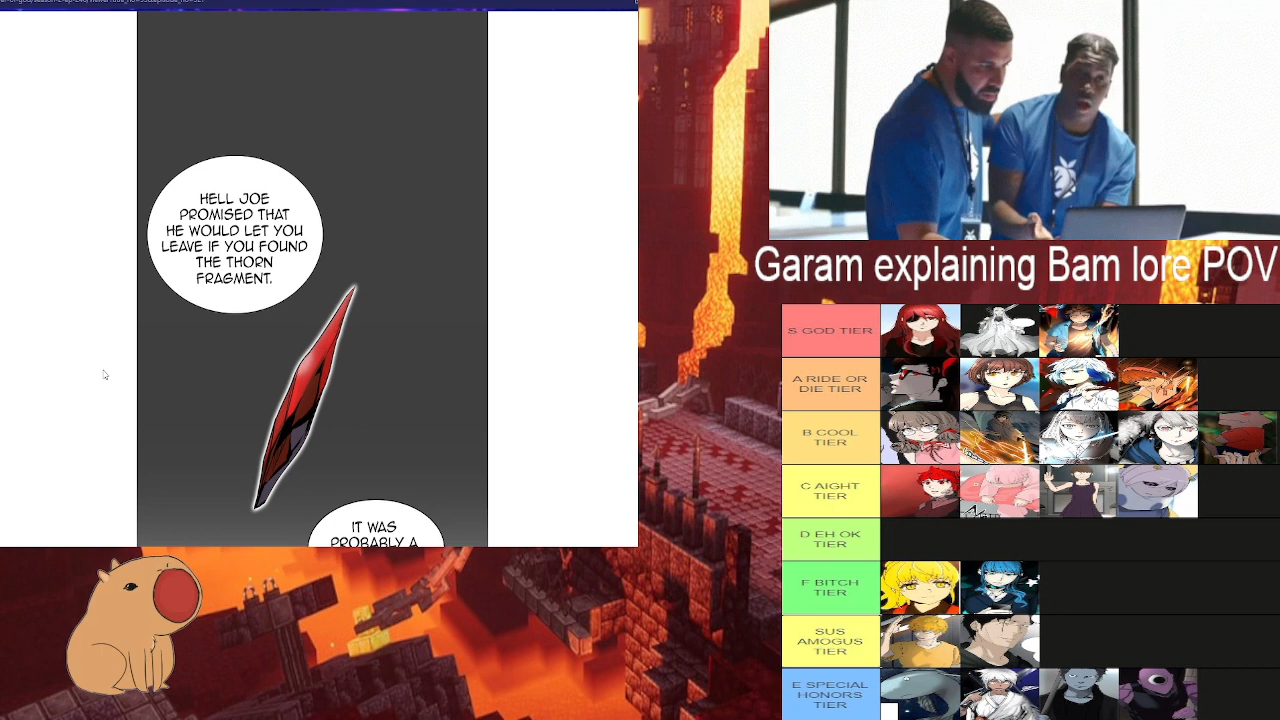 HELL JOE
PROMISED THAT
HE WOULD LET YOU
LEAVE IF YOU FOUND
THE THORN
FRAGMENT.
IT WAS
PROBABLY A
Garam explaining Bam lore POV
S GOD TIER
A RIDE OR
DIE TIER
B COOL
TIER
C AIGHT
TIER
D EH OK
TIER
F BITCH
TIER
SUS
AMOGUS
TIER
E SPECIAL
HONORS
TIER